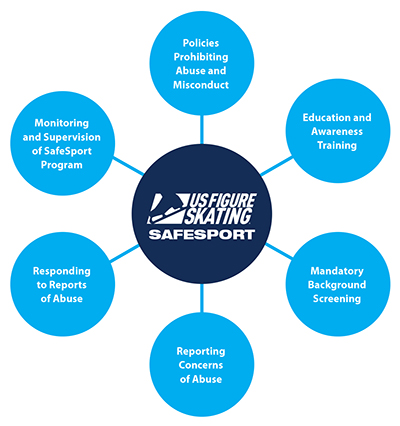 Policies
Prohibiting
Abuse and
Misconduct
Education and
Awareness
Training
Mandatory
Background
Screening
Reporting
Concerns
of Abuse
Responding
to Reports
of Abuse
Monitoring
and Supervision
of SafeSport
Program
US FIGURE
SKATING
SAFESPORT